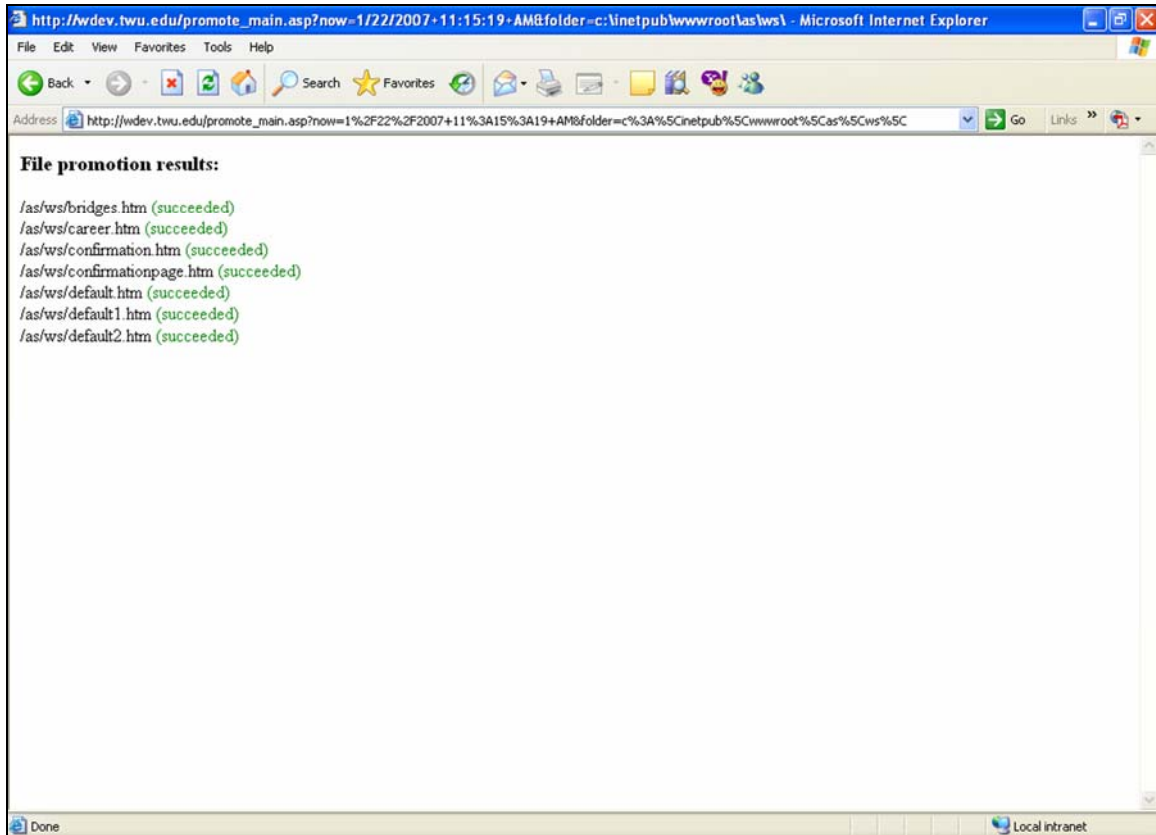 http://wdev.twu.edu/promote_main.asp?now=1/22/2007+11:15:19+AM&folder=c:\inetpub\wwwroot\as\ws\ - Microsoft Internet Explorer
File Edit View Favorites Tools Help
Back Search Favorites
Address http://wdev.twu.edu/promote_main.asp?now=1%2F22%2F2007+11%3A15%3A19+AM&folder=c%3A%5Cinetpub%5Cwwwroot%5Cas%5Cws%5C Go Links »
File promotion results:
/as/ws/bridges.htm (succeeded)
/as/ws/career.htm (succeeded)
/as/ws/confirmation.htm (succeeded)
/as/ws/confirmationpage.htm (succeeded)
/as/ws/default.htm (succeeded)
/as/ws/default1.htm (succeeded)
/as/ws/default2.htm (succeeded)
Done Local intranet